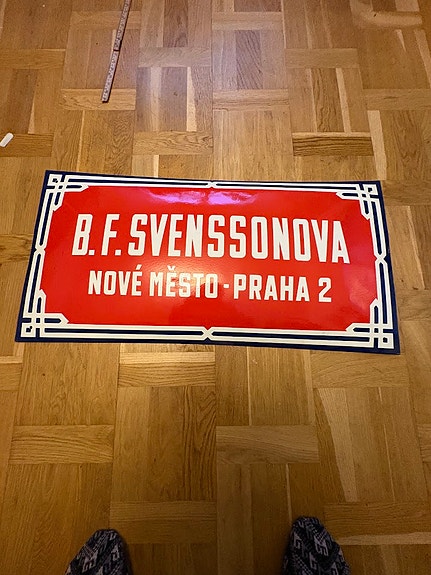 B.F. SVENSSONOVA
NOVÉ MĚSTO - PRAHA 2